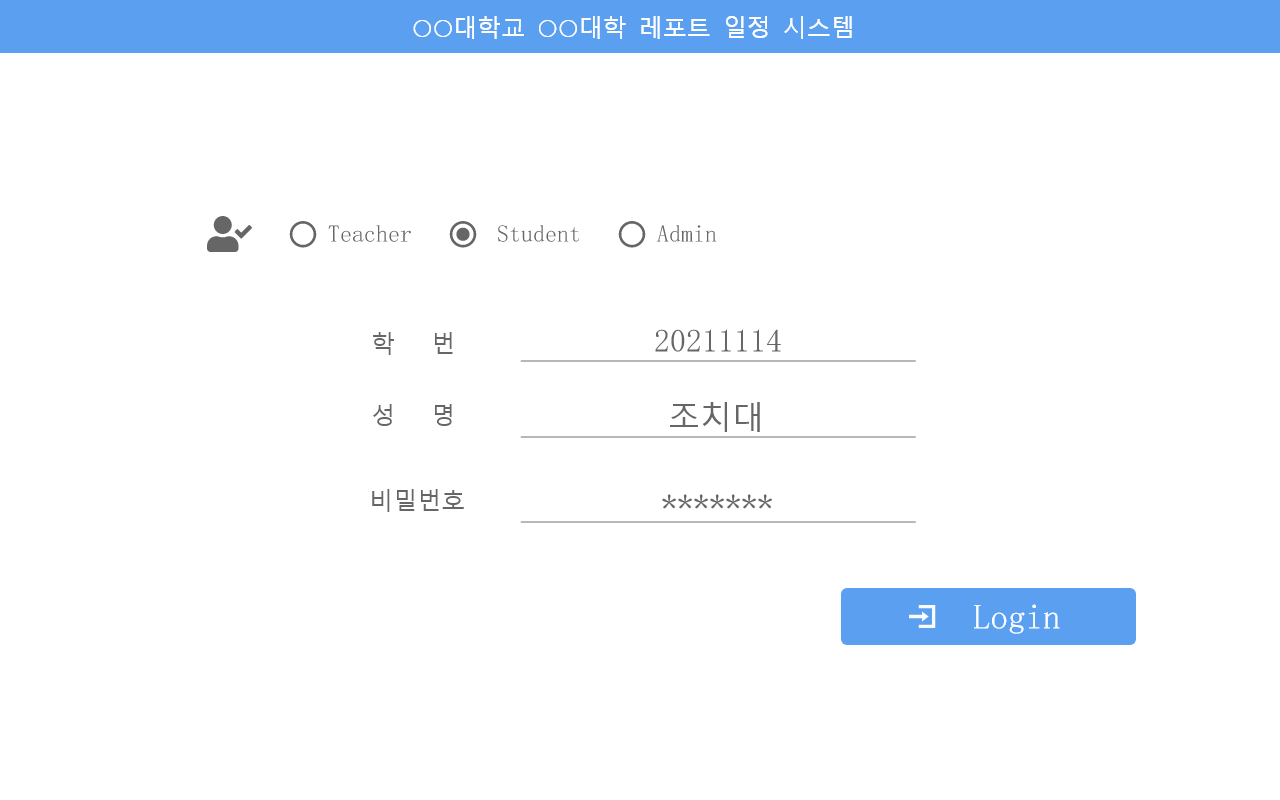 ○○대학교 ○○대학 레포트 일정 시스템
Teacher Student Admin
학 번 20211114
성 명 조치대
비밀번호 *******
Login